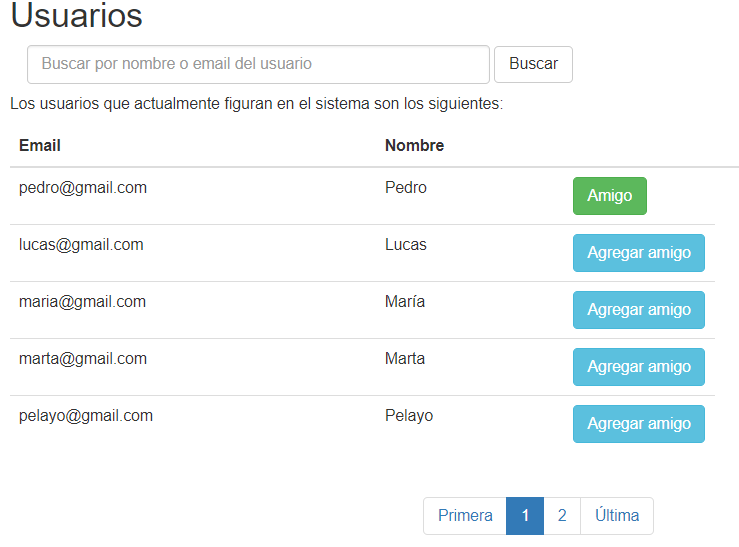 Usuarios
Buscar por nombre o email del usuario Buscar
Los usuarios que actualmente figuran en el sistema son los siguientes:
Email Nombre
pedro@gmail.com Pedro Amigo
lucas@gmail.com Lucas Agregar amigo
maria@gmail.com María Agregar amigo
marta@gmail.com Marta Agregar amigo
pelayo@gmail.com Pelayo Agregar amigo
Primera 1 2 Última